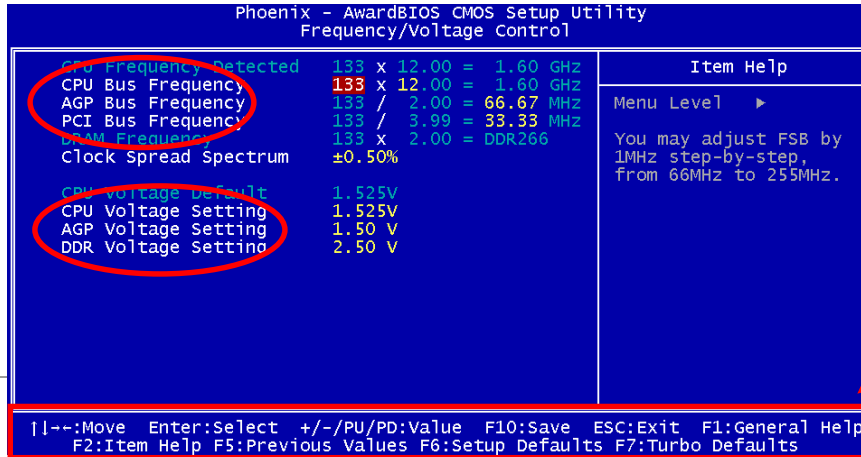 Phoenix - AwardBIOS CMOS Setup Utility
Frequency/Voltage Control
CPU Frequency Detected 133 x 12.00 = 1.60 GHz
CPU Bus Frequency 133 x 12.00 = 1.60 GHz
AGP Bus Frequency 133 / 2.00 = 66.67 MHz
PCI Bus Frequency 133 / 3.99 = 33.33 MHz
DRAM Frequency 133 x 2.00 = DDR266
Clock Spread Spectrum ±0.50%
CPU Voltage Default 1.525V
CPU Voltage Setting 1.525V
AGP Voltage Setting 1.50 V
DDR Voltage Setting 2.50 V
Item Help
Menu Level ►
You may adjust FSB by
1MHz step-by-step,
from 66MHz to 255MHz.
↑↓→←:Move Enter:Select +/-/PU/PD:Value F10:Save ESC:Exit F1:General Help
F2:Item Help F5:Previous Values F6:Setup Defaults F7:Turbo Defaults